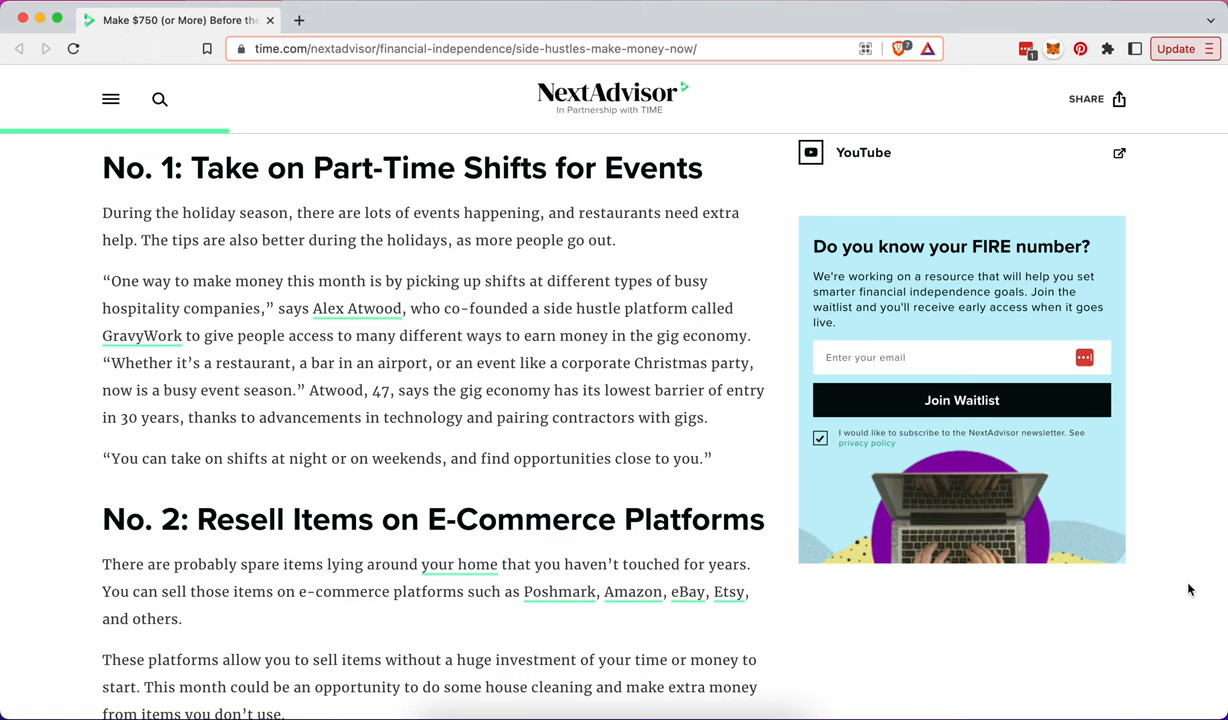 Make $750 (or More) Before the
time.com/nextadvisor/financial-independence/side-hustles-make-money-now/
7
1
Update
NextAdvisor
In Partnership with TIME
SHARE
No. 1: Take on Part-Time Shifts for Events
During the holiday season, there are lots of events happening, and restaurants need extra
help. The tips are also better during the holidays, as more people go out.
“One way to make money this month is by picking up shifts at different types of busy
hospitality companies,” says Alex Atwood, who co-founded a side hustle platform called
GravyWork to give people access to many different ways to earn money in the gig economy.
“Whether it’s a restaurant, a bar in an airport, or an event like a corporate Christmas party,
now is a busy event season.” Atwood, 47, says the gig economy has its lowest barrier of entry
in 30 years, thanks to advancements in technology and pairing contractors with gigs.
“You can take on shifts at night or on weekends, and find opportunities close to you.”
No. 2: Resell Items on E-Commerce Platforms
There are probably spare items lying around your home that you haven’t touched for years.
You can sell those items on e-commerce platforms such as Poshmark, Amazon, eBay, Etsy,
and others.
These platforms allow you to sell items without a huge investment of your time or money to
start. This month could be an opportunity to do some house cleaning and make extra money
from items you don’t use.
YouTube
Do you know your FIRE number?
We're working on a resource that will help you set
smarter financial independence goals. Join the
waitlist and you'll receive early access when it goes
live.
Enter your email
Join Waitlist
I would like to subscribe to the NextAdvisor newsletter. See
privacy policy